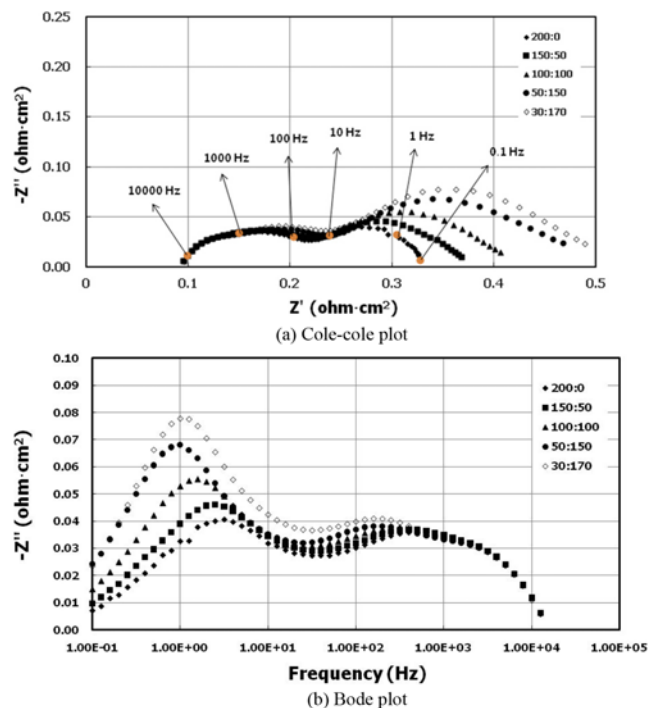 0.25
0.20
0.15
0.10
0.05
0.00
-Z'' (ohm·cm²)
200:0
150:50
100:100
50:150
30:170
10000 Hz
1000 Hz
100 Hz
10 Hz
1 Hz
0.1 Hz
0 0.1 0.2 0.3 0.4 0.5
Z' (ohm·cm²)
(a) Cole-cole plot
0.10
0.09
0.08
0.07
0.06
0.05
0.04
0.03
0.02
0.01
0.00
-Z'' (ohm·cm²)
200:0
150:50
100:100
50:150
30:170
1.00E-01 1.00E+00 1.00E+01 1.00E+02 1.00E+03 1.00E+04 1.00E+05
Frequency (Hz)
(b) Bode plot